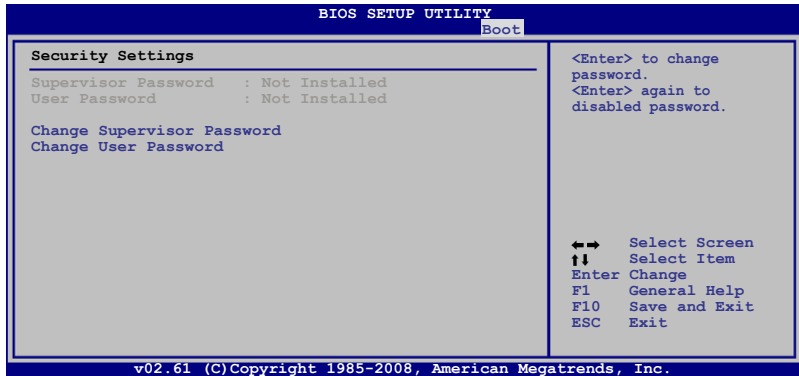 BIOS SETUP UTILITY
Boot
Security Settings
Supervisor Password : Not Installed
User Password : Not Installed
Change Supervisor Password
Change User Password
<Enter> to change
password.
<Enter> again to
disabled password.
←→ Select Screen
↑↓ Select Item
Enter Change
F1 General Help
F10 Save and Exit
ESC Exit
v02.61 (C)Copyright 1985-2008, American Megatrends, Inc.